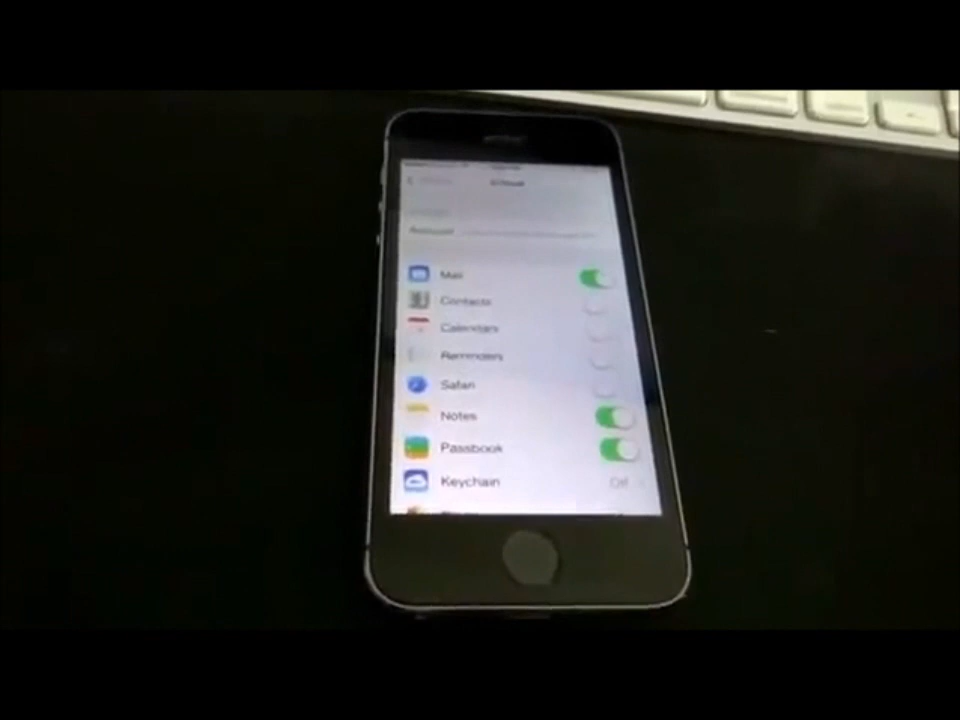 iCloud
Account
Mail
Contacts
Calendars
Reminders
Safari
Notes
Passbook
Keychain Off